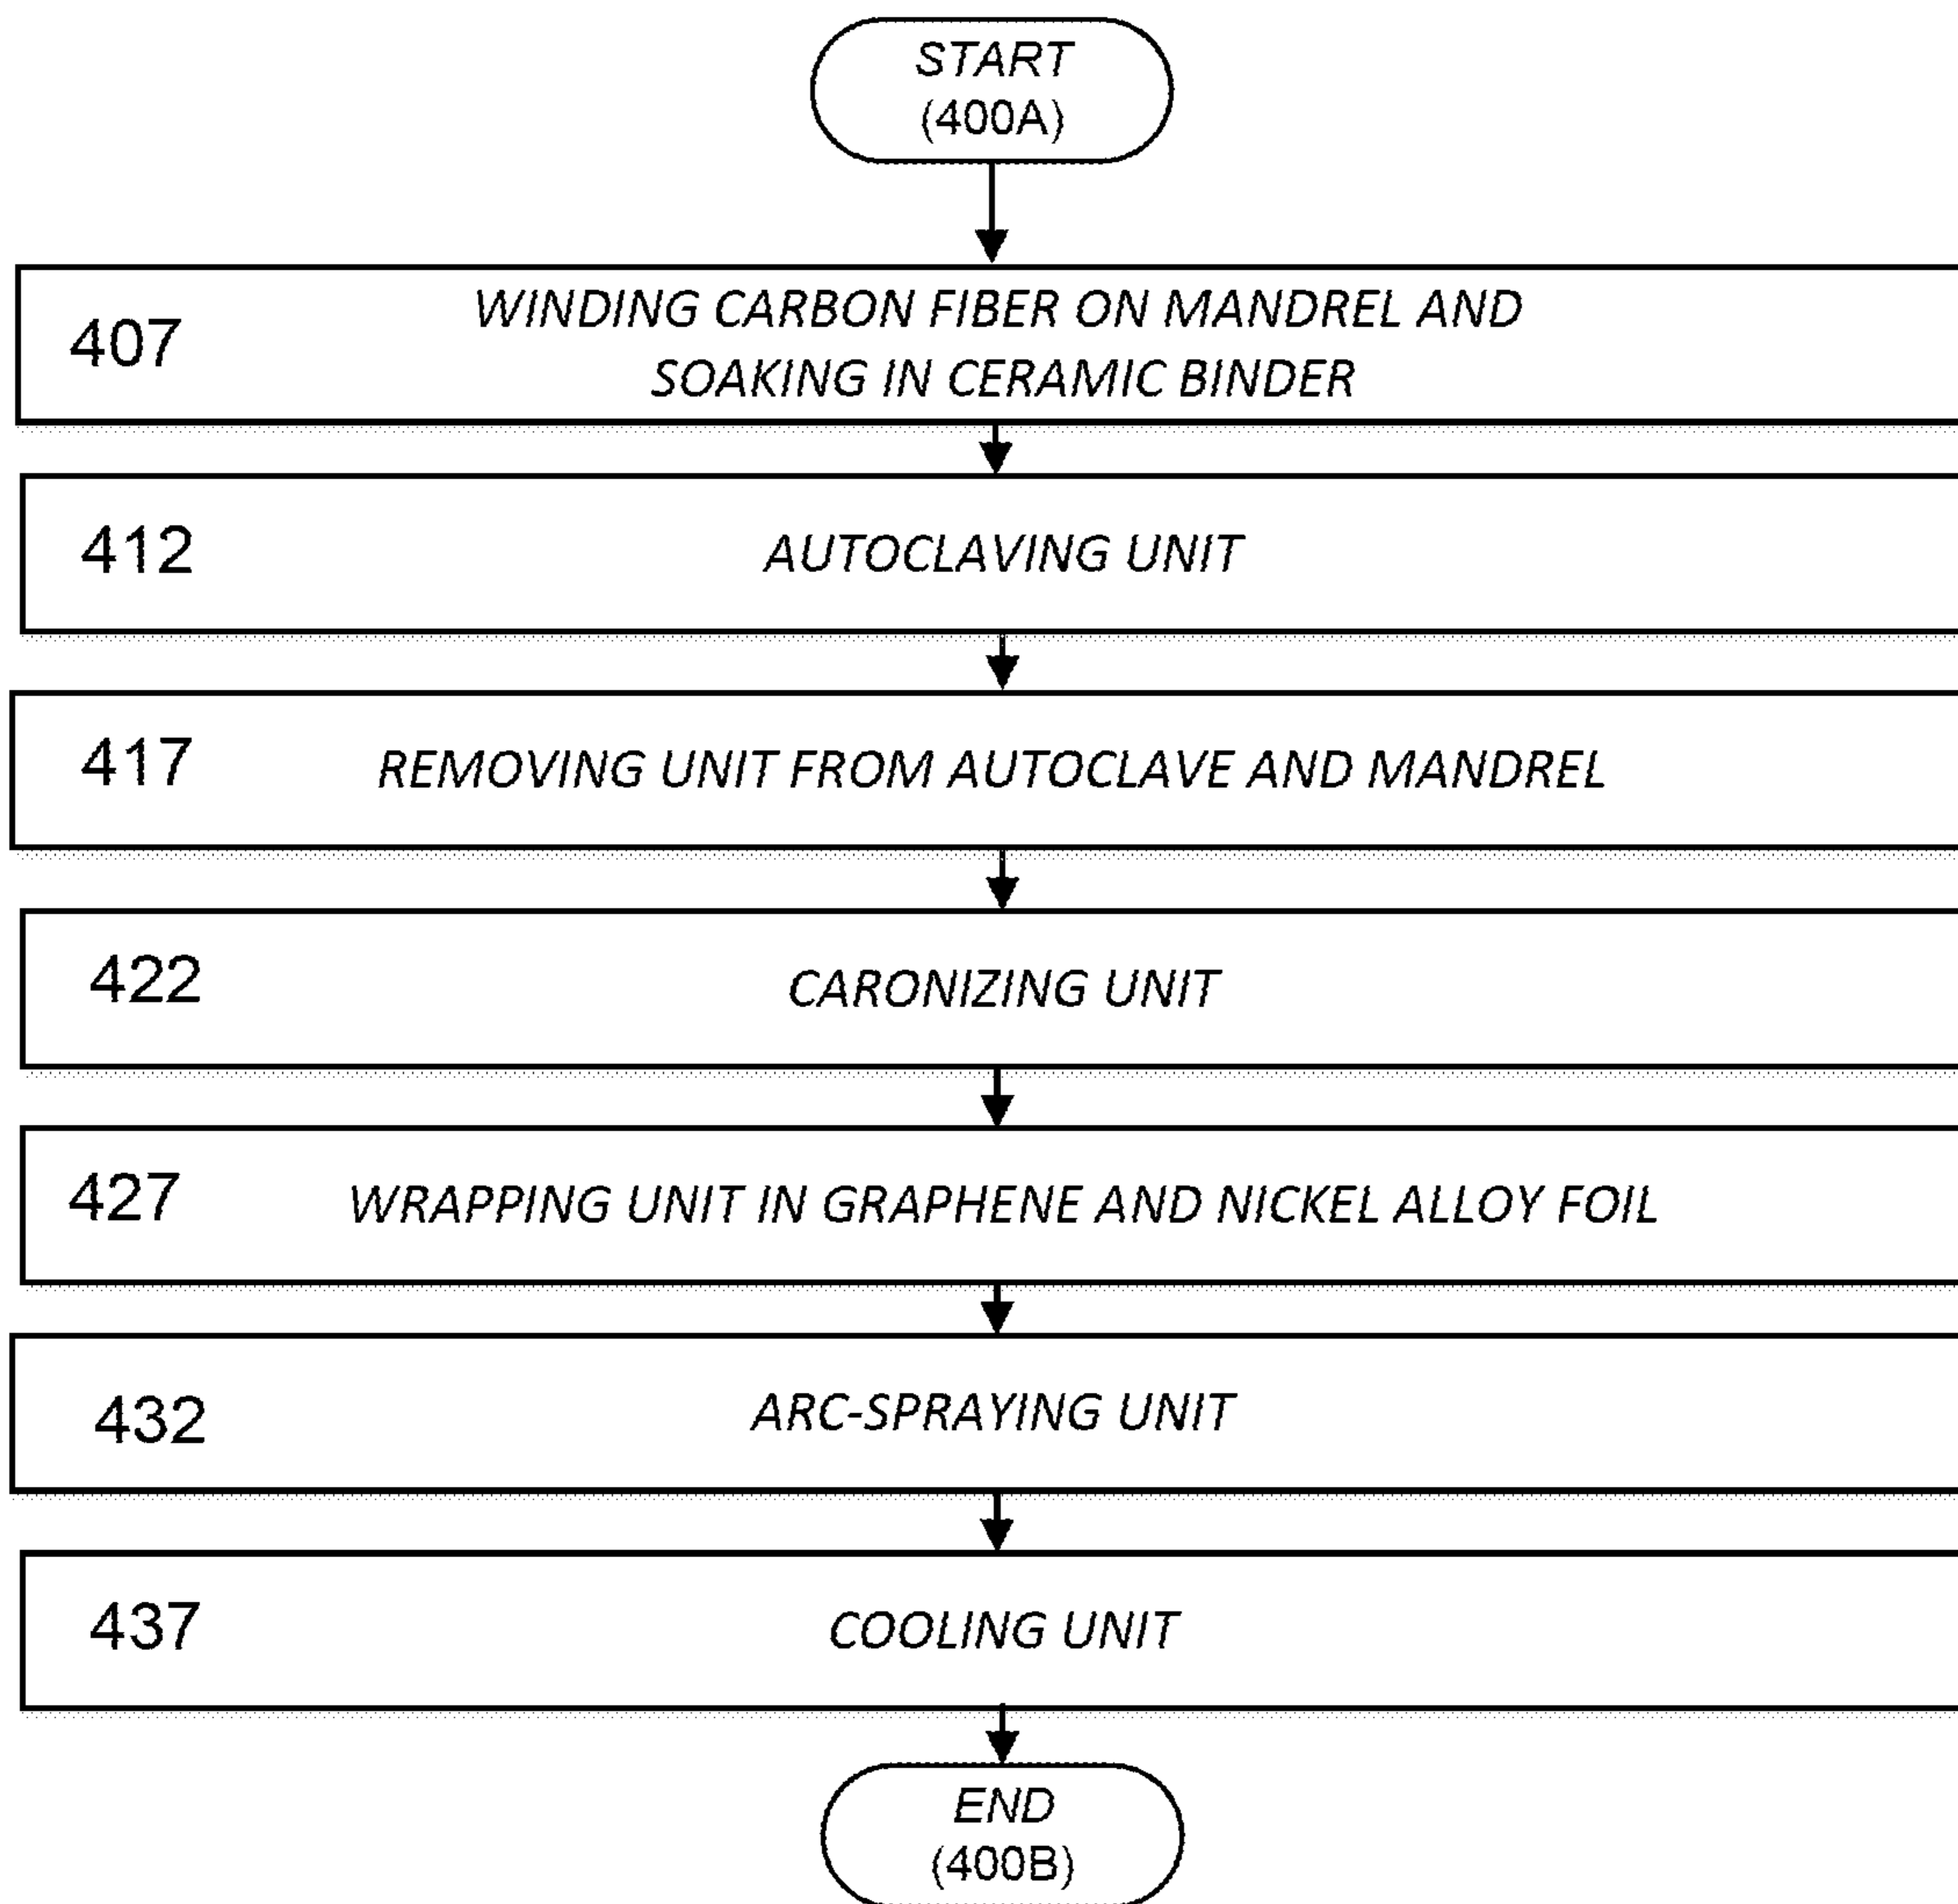 START
(400A)
407
WINDING CARBON FIBER ON MANDREL AND
SOAKING IN CERAMIC BINDER
412
AUTOCLAVING UNIT
417
REMOVING UNIT FROM AUTOCLAVE AND MANDREL
422
CARONIZING UNIT
427
WRAPPING UNIT IN GRAPHENE AND NICKEL ALLOY FOIL
432
ARC-SPRAYING UNIT
437
COOLING UNIT
END
(400B)